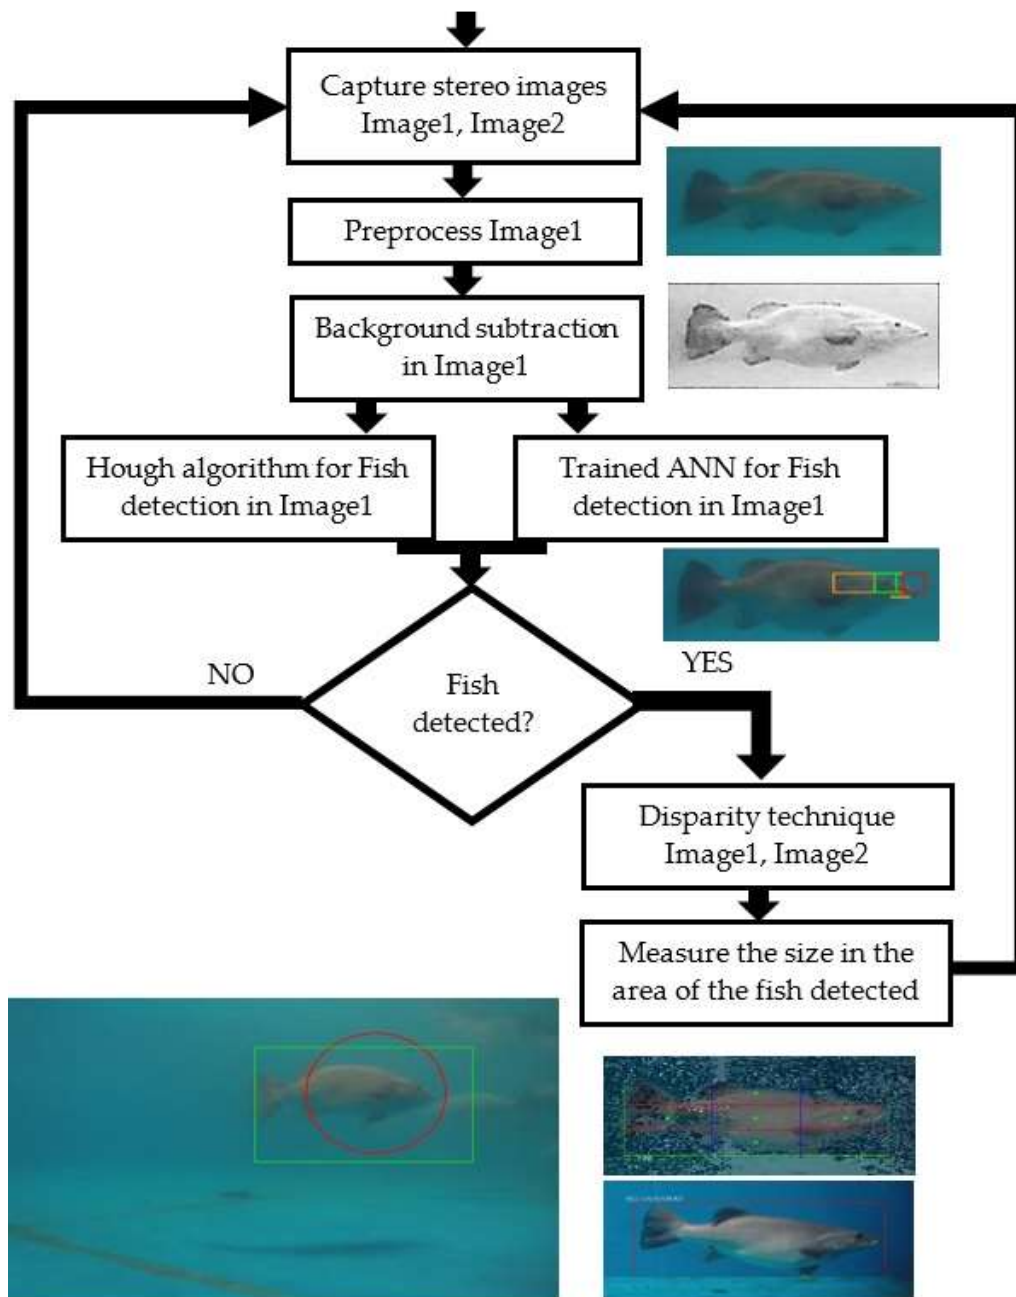 Capture stereo images
Image1, Image2
Preprocess Image1
Background subtraction
in Image1
Hough algorithm for Fish
detection in Image1
Trained ANN for Fish
detection in Image1
NO
YES
Fish
detected?
Disparity technique
Image1, Image2
Measure the size in the
area of the fish detected